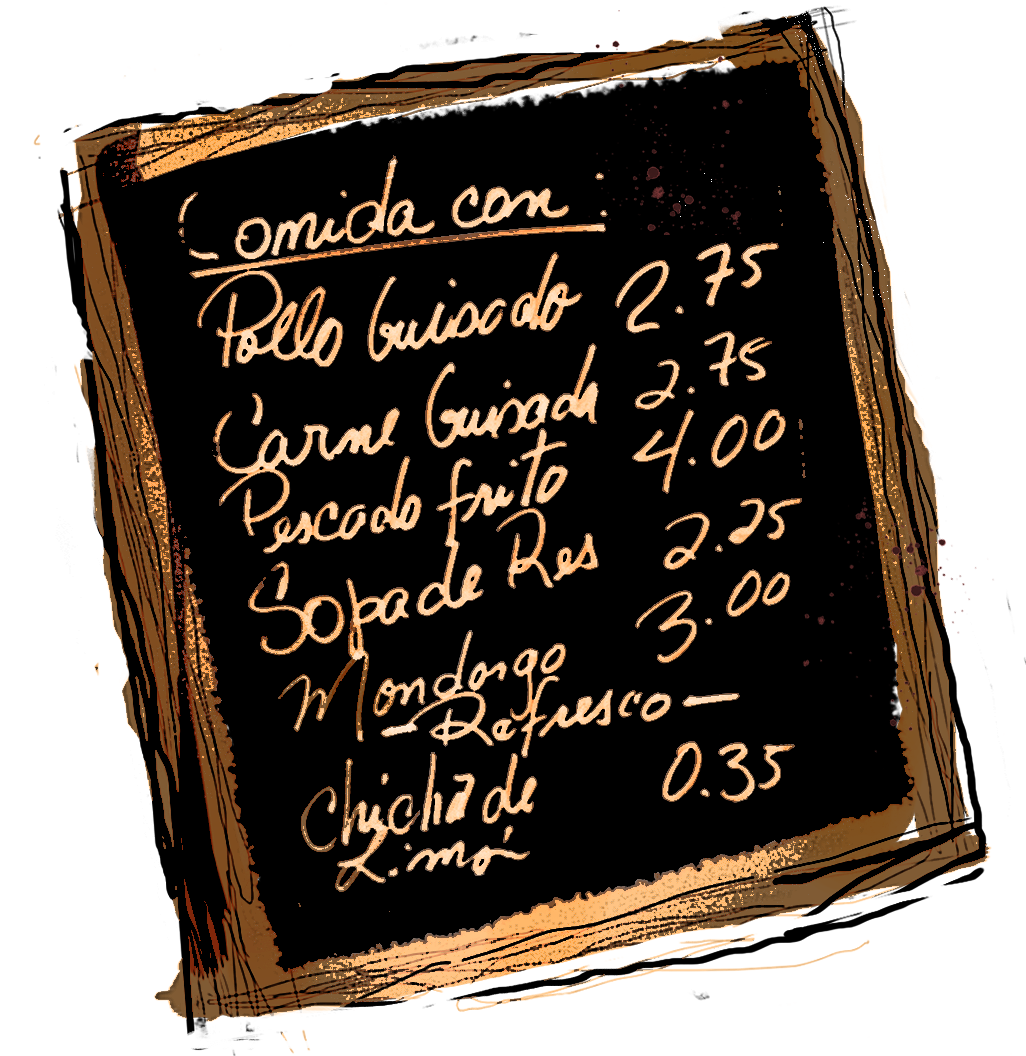 Comida con :
Pollo Guisado 2.75
Carne Guisada 2.75
Pescado frito 4.00
Sopa de Res 2.25
Mondongo 3.00
— Refresco —
Chicha de 0.35
Limón